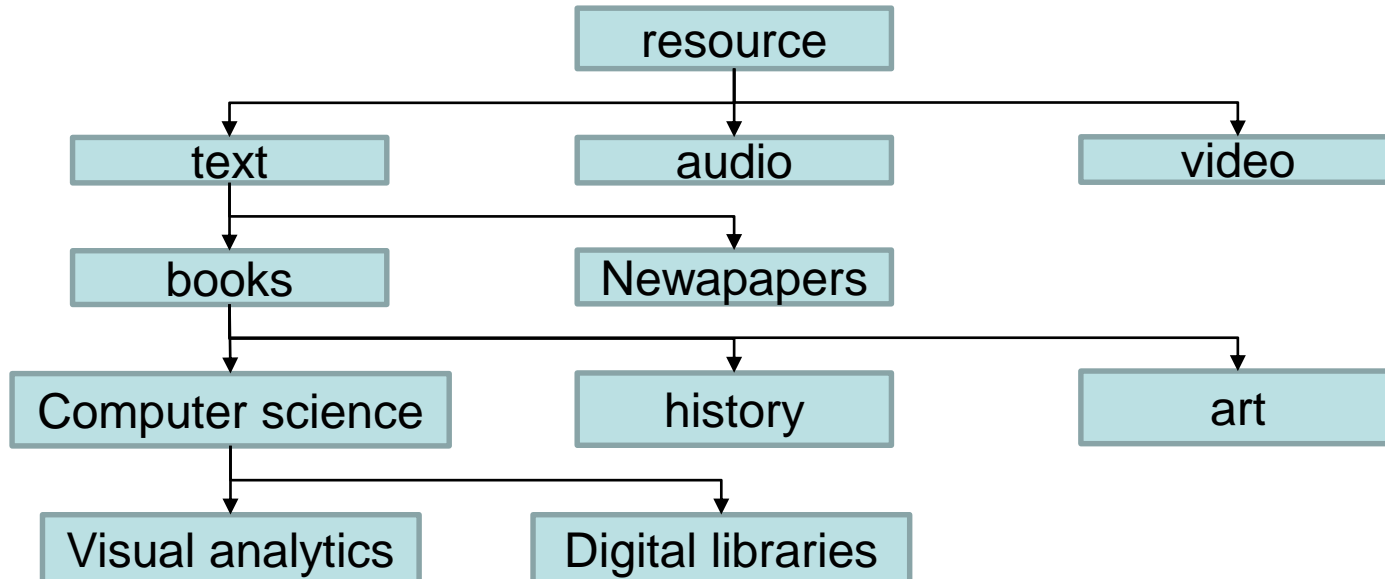 resource
text
audio
video
books
Newapapers
Computer science
history
art
Visual analytics
Digital libraries